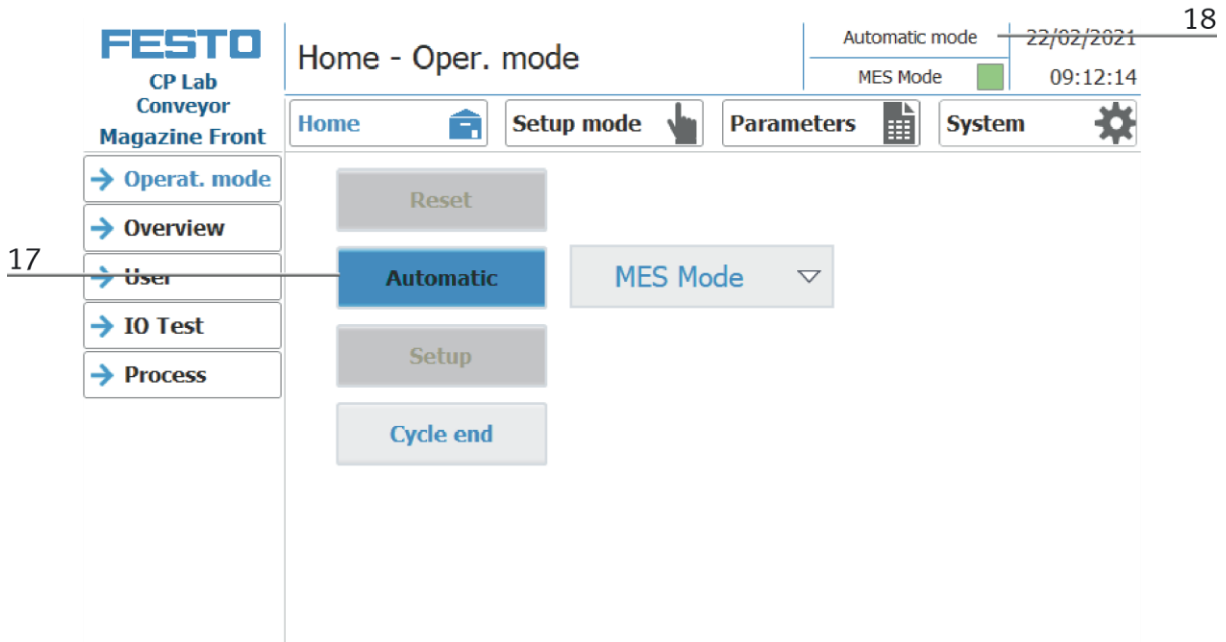 18
FESTO
CP Lab
Conveyor
Magazine Front
Home - Oper. mode
Automatic mode
22/02/2021
MES Mode
09:12:14
Home
Setup mode
Parameters
System
Operat. mode
Overview
User
IO Test
Process
17
Reset
Automatic
MES Mode
Setup
Cycle end